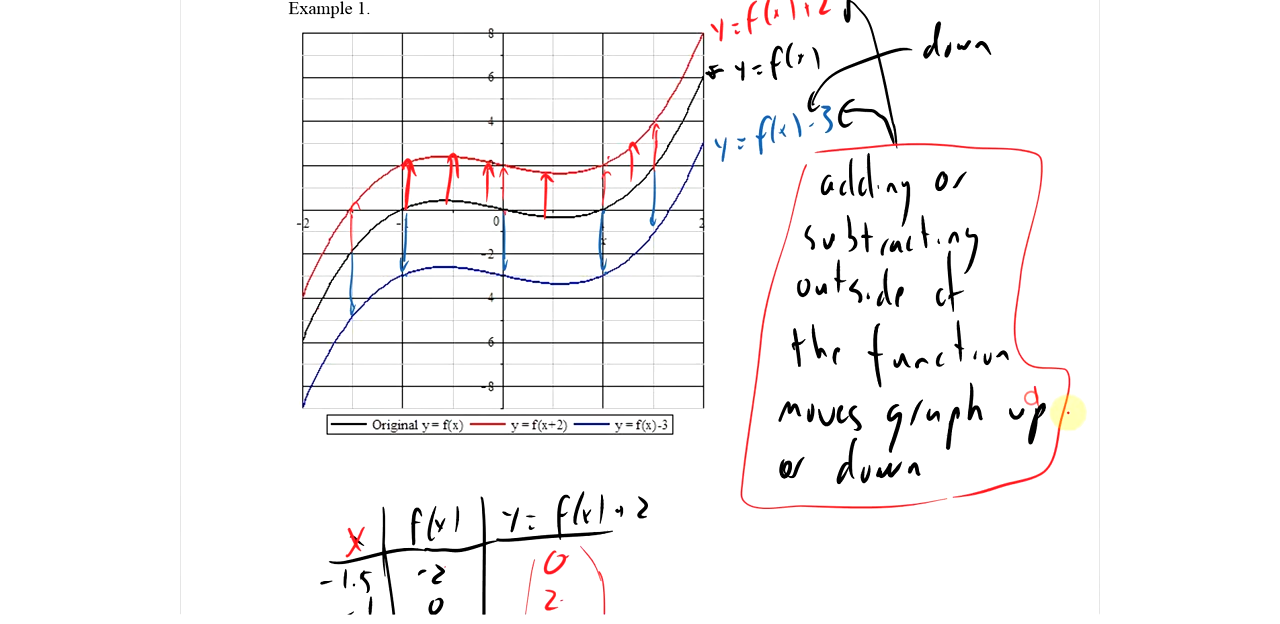 Example 1.
y = f(x) + 2
y = f(x)
down
y = f(x) - 3
8
6
4
2
-2
-1
0
-2
4
6
-8
Original y = f(x) y = f(x+2) y = f(x)-3
adding or
subtracting
outside of
the function
moves graph up
or down
x f(x) y = f(x) + 2
-1.5 -2 0
-1 0 2